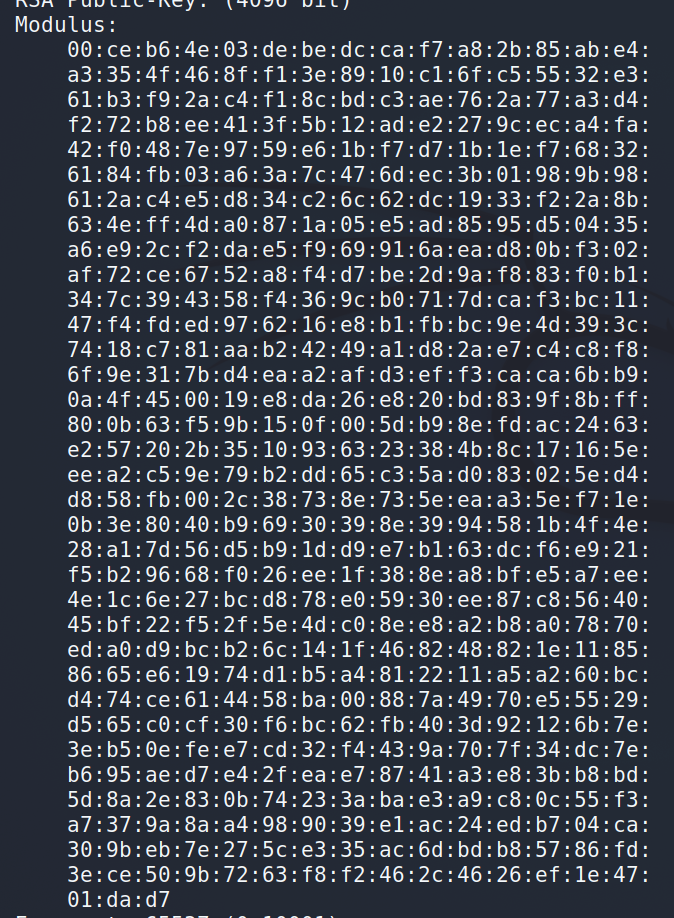 RSA Public-Key: (4096 bit)
Modulus:
00:ce:b6:4e:03:de:be:dc:ca:f7:a8:2b:85:ab:e4:
a3:35:4f:46:8f:f1:3e:89:10:c1:6f:c5:55:32:e3:
61:b3:f9:2a:c4:f1:8c:bd:c3:ae:76:2a:77:a3:d4:
f2:72:b8:ee:41:3f:5b:12:ad:e2:27:9c:ec:a4:fa:
42:f0:48:7e:97:59:e6:1b:f7:d7:1b:1e:f7:68:32:
61:84:fb:03:a6:3a:7c:47:6d:ec:3b:01:98:9b:98:
61:2a:c4:e5:d8:34:c2:6c:62:dc:19:33:f2:2a:8b:
63:4e:ff:4d:a0:87:1a:05:e5:ad:85:95:d5:04:35:
a6:e9:2c:f2:da:e5:f9:69:91:6a:ea:d8:0b:f3:02:
af:72:ce:67:52:a8:f4:d7:be:2d:9a:f8:83:f0:b1:
34:7c:39:43:58:f4:36:9c:b0:71:7d:ca:f3:bc:11:
47:f4:fd:ed:97:62:16:e8:b1:fb:bc:9e:4d:39:3c:
74:18:c7:81:aa:b2:42:49:a1:d8:2a:e7:c4:c8:f8:
6f:9e:31:7b:d4:ea:a2:af:d3:ef:f3:ca:ca:6b:b9:
0a:4f:45:00:19:e8:da:26:e8:20:bd:83:9f:8b:ff:
80:0b:63:f5:9b:15:0f:00:5d:b9:8e:fd:ac:24:63:
e2:57:20:2b:35:10:93:63:23:38:4b:8c:17:16:5e:
ee:a2:c5:9e:79:b2:dd:65:c3:5a:d0:83:02:5e:d4:
d8:58:fb:00:2c:38:73:8e:73:5e:ea:a3:5e:f7:1e:
0b:3e:80:40:b9:69:30:39:8e:39:94:58:1b:4f:4e:
28:a1:7d:56:d5:b9:1d:d9:e7:b1:63:dc:f6:e9:21:
f5:b2:96:68:f0:26:ee:1f:38:8e:a8:bf:e5:a7:ee:
4e:1c:6e:27:bc:d8:78:e0:59:30:ee:87:c8:56:40:
45:bf:22:f5:2f:5e:4d:c0:8e:e8:a2:b8:a0:78:70:
ed:a0:d9:bc:b2:6c:14:1f:46:82:48:82:1e:11:85:
86:65:e6:19:74:d1:b5:a4:81:22:11:a5:a2:60:bc:
d4:74:ce:61:44:58:ba:00:88:7a:49:70:e5:55:29:
d5:65:c0:cf:30:f6:bc:62:fb:40:3d:92:12:6b:7e:
3e:b5:0e:fe:e7:cd:32:f4:43:9a:70:7f:34:dc:7e:
b6:95:ae:d7:e4:2f:ea:e7:87:41:a3:e8:3b:b8:bd:
5d:8a:2e:83:0b:74:23:3a:ba:e3:a9:c8:0c:55:f3:
a7:37:9a:8a:a4:98:90:39:e1:ac:24:ed:b7:04:ca:
30:9b:eb:7e:27:5c:e3:35:ac:6d:bd:b8:57:86:fd:
3e:ce:50:9b:72:63:f8:f2:46:2c:46:26:ef:1e:47:
01:da:d7